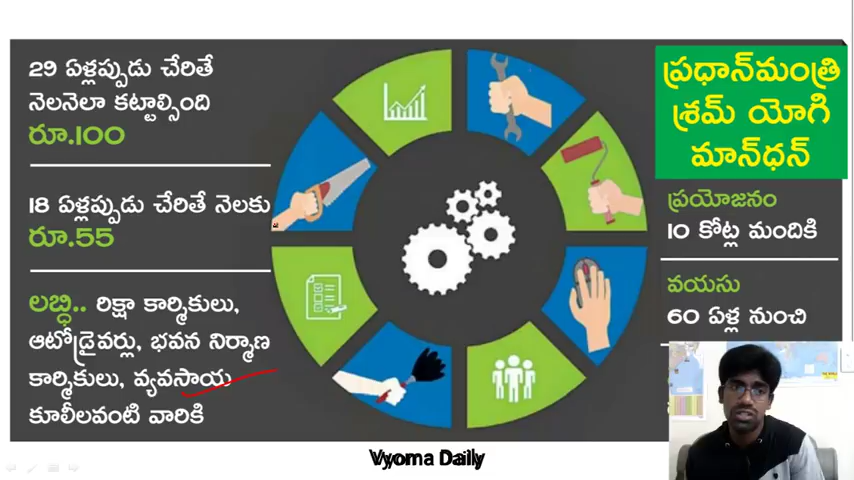 29 ఏళ్లప్పుడు చేరితే
నెలనెలా కట్టాల్సింది
రూ.100
18 ఏళ్లప్పుడు చేరితే నెలకు
రూ.55
లబ్ధి.. రిక్షా కార్మికులు,
ఆటోడ్రైవర్లు, భవన నిర్మాణ
కార్మికులు, వ్యవసాయ
కూలీలవంటి వారికి
ప్రధాన్‌మంత్రి
శ్రమ్ యోగి
మాన్‌ధన్
ప్రయోజనం
10 కోట్ల మందికి
వయసు
60 ఏళ్ల నుంచి
Vyoma Daily